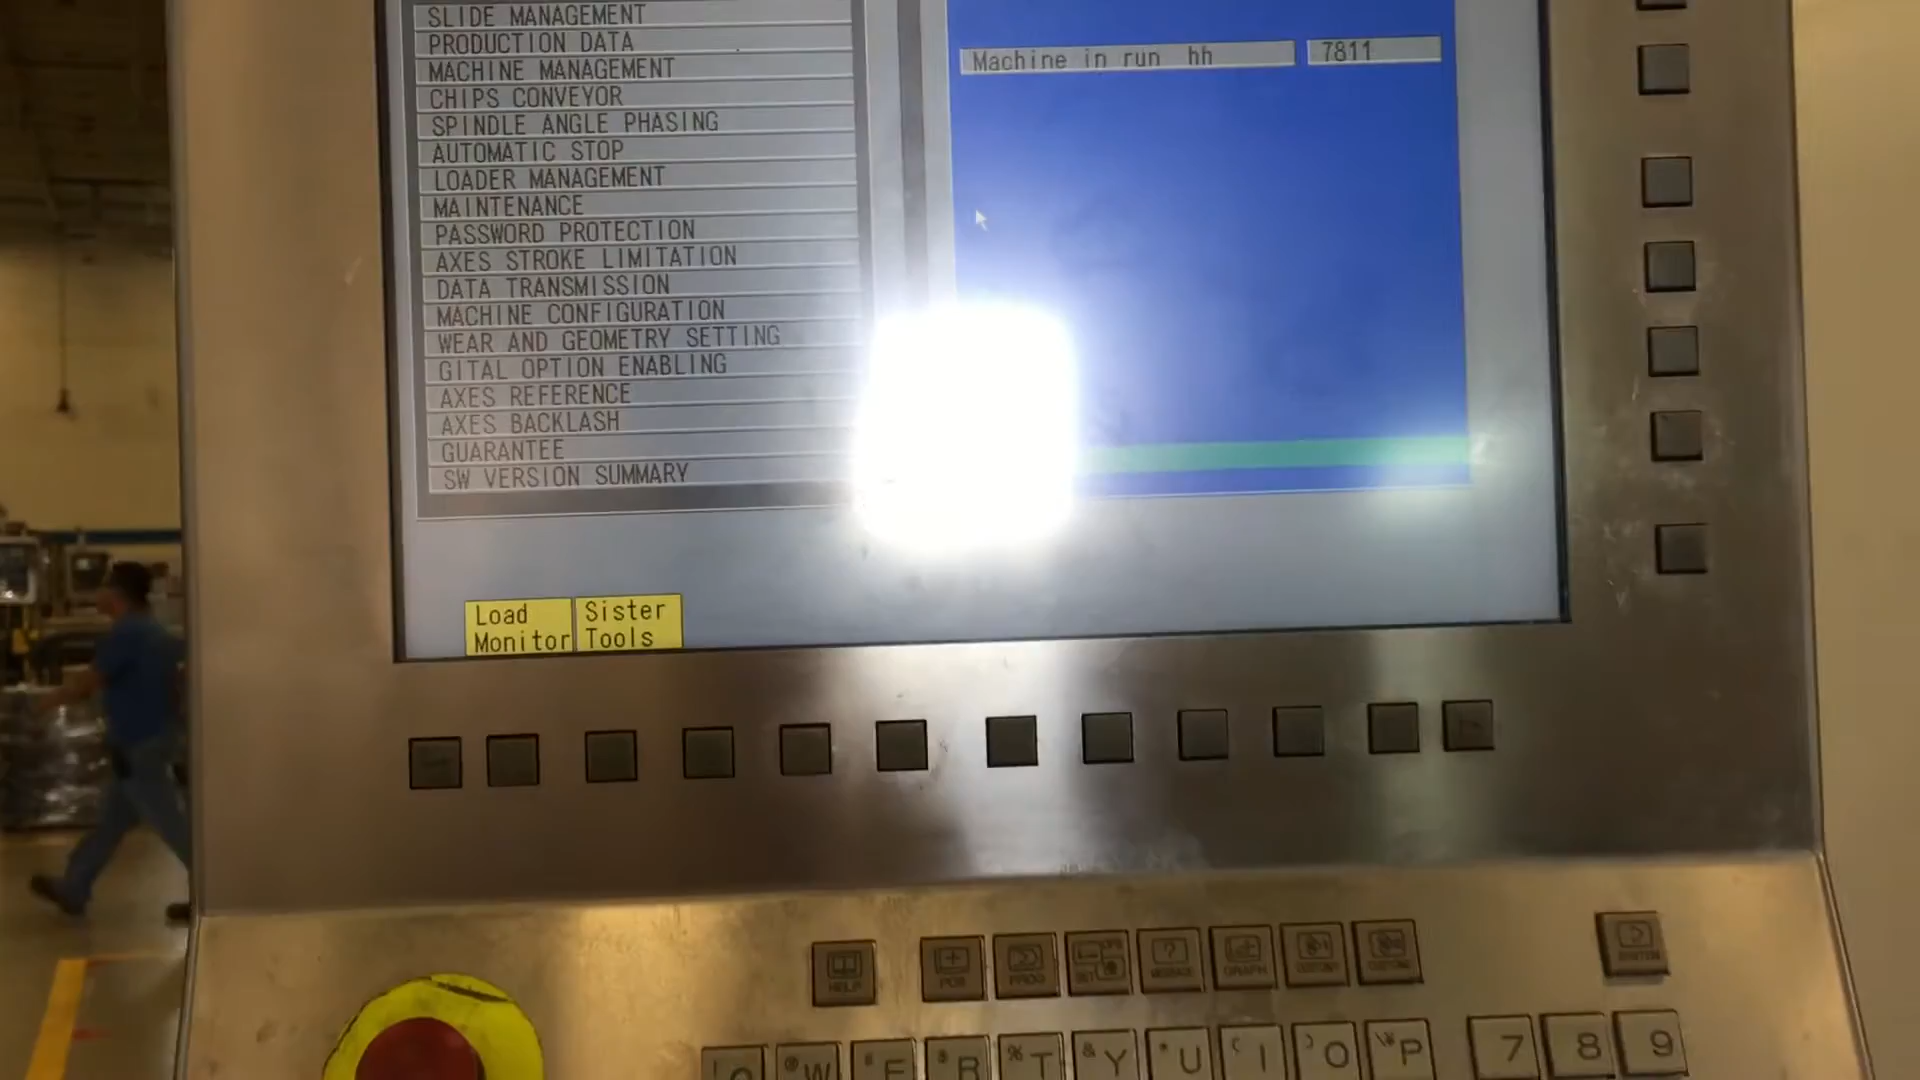 SLIDE MANAGEMENT
PRODUCTION DATA
MACHINE MANAGEMENT
CHIPS CONVEYOR
SPINDLE ANGLE PHASING
AUTOMATIC STOP
LOADER MANAGEMENT
MAINTENANCE
PASSWORD PROTECTION
AXES STROKE LIMITATION
DATA TRANSMISSION
MACHINE CONFIGURATION
WEAR AND GEOMETRY SETTING
GITAL OPTION ENABLING
AXES REFERENCE
AXES BACKLASH
GUARANTEE
SW VERSION SUMMARY
Machine in run hh 7811
Load Monitor
Sister Tools
HELP POS PROG SET MESSAGE GRAPH CUSTOM CUSTOM SYSTEM
Q W E R % T & Y * U ( I ) O P 7 8 9